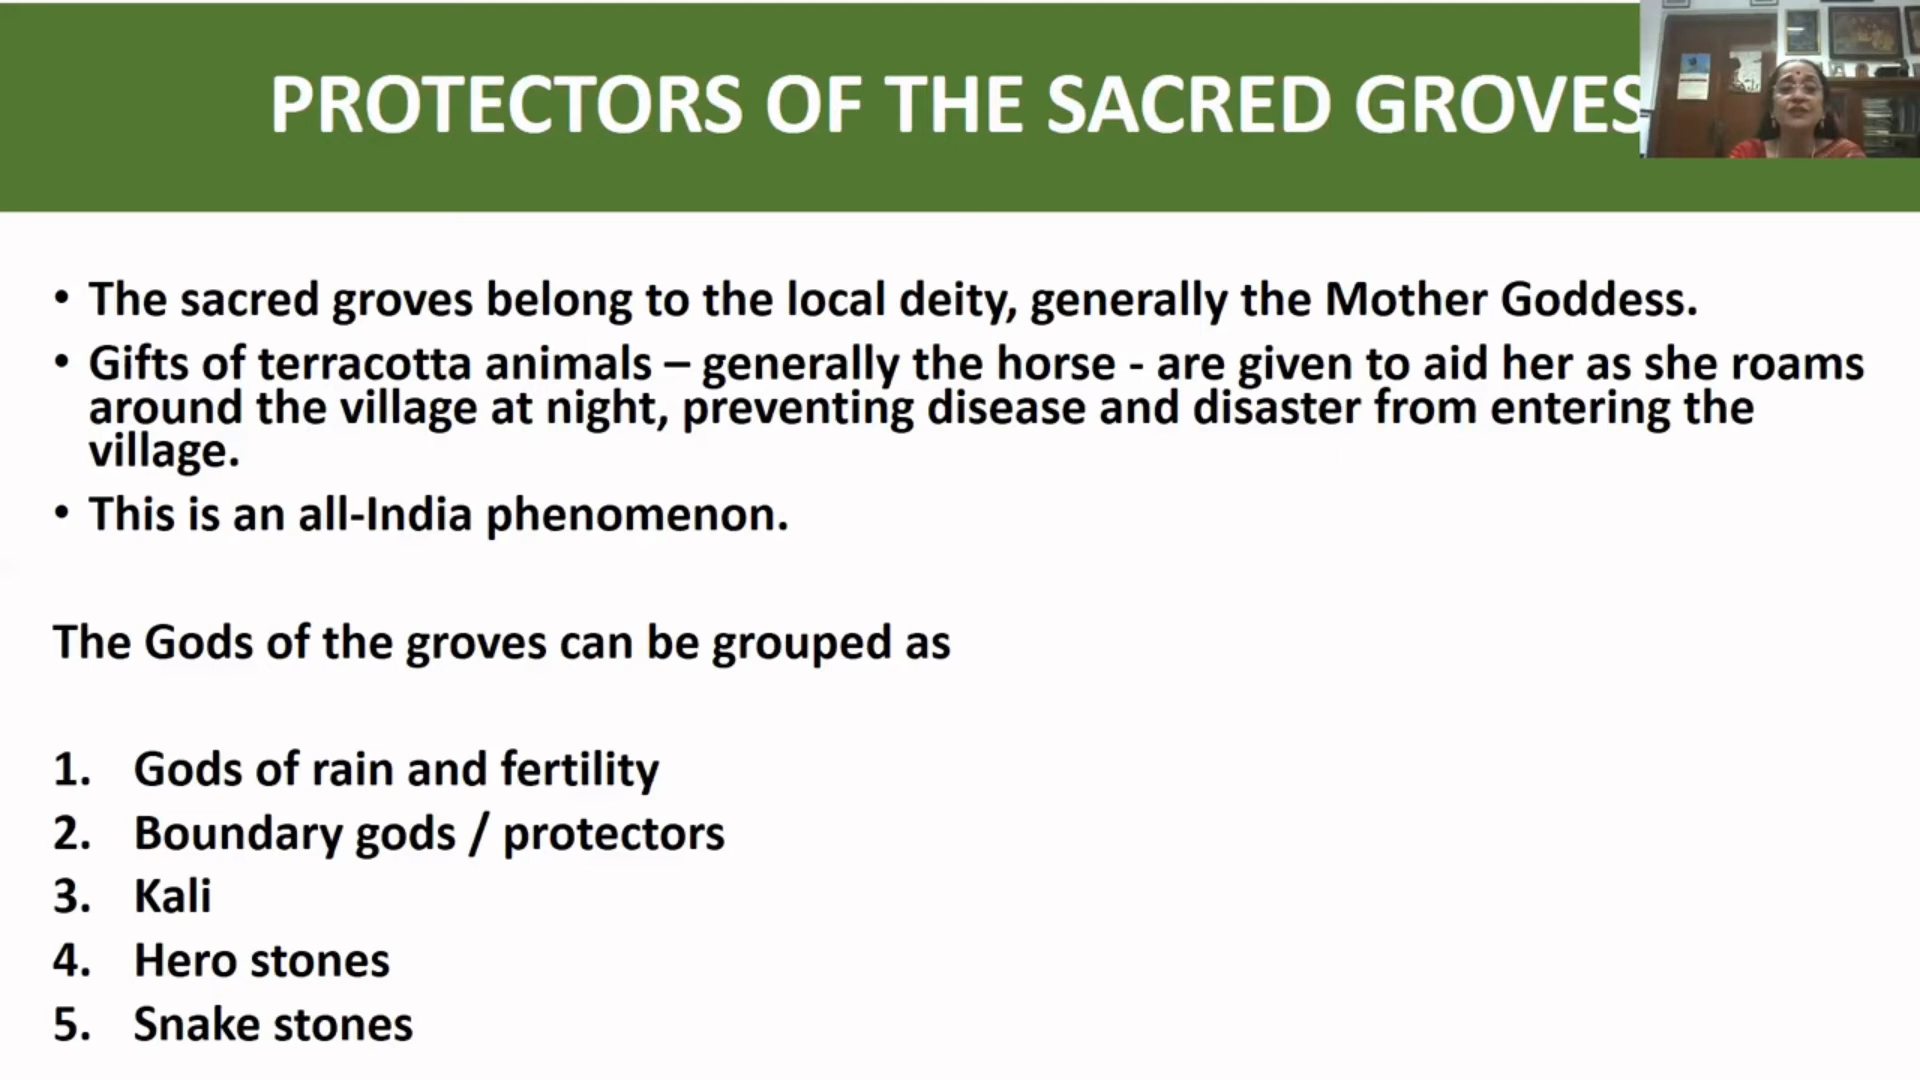 PROTECTORS OF THE SACRED GROVES
• The sacred groves belong to the local deity, generally the Mother Goddess.
• Gifts of terracotta animals – generally the horse - are given to aid her as she roams
around the village at night, preventing disease and disaster from entering the
village.
• This is an all-India phenomenon.
The Gods of the groves can be grouped as
1. Gods of rain and fertility
2. Boundary gods / protectors
3. Kali
4. Hero stones
5. Snake stones